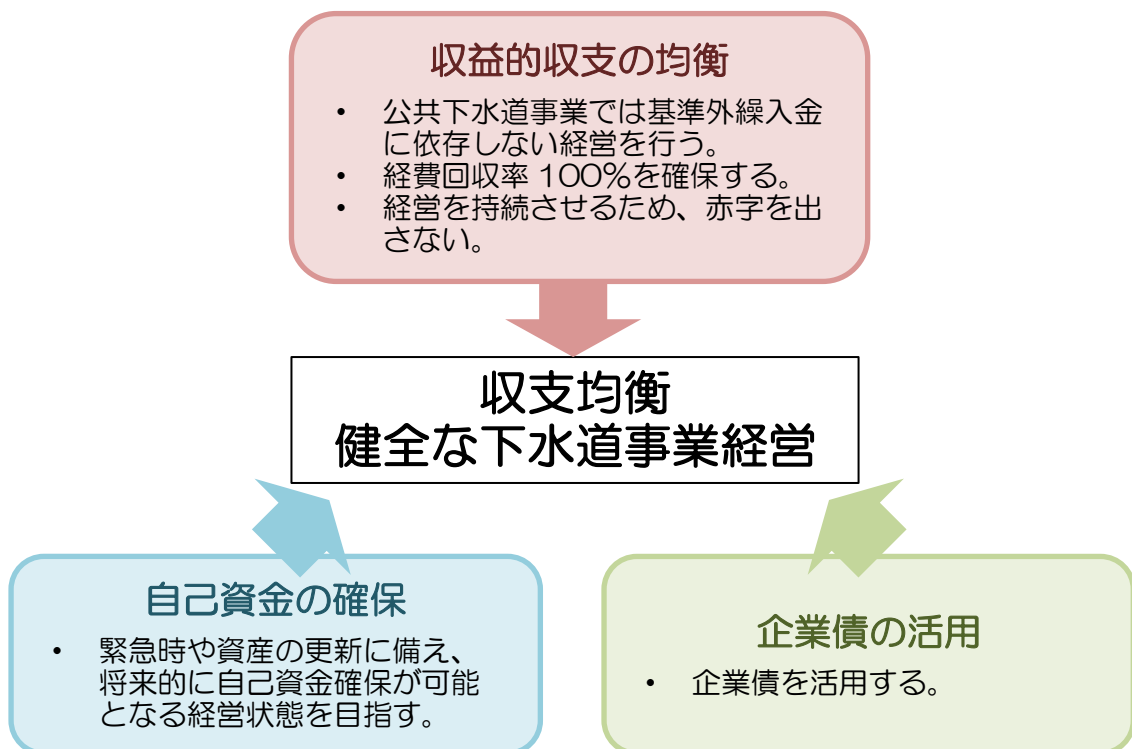 収益的収支の均衡
• 公共下水道事業では基準外繰入金
に依存しない経営を行う。
• 経費回収率 100%を確保する。
• 経営を持続させるため、赤字を出
さない。
収支均衡
健全な下水道事業経営
自己資金の確保
• 緊急時や資産の更新に備え、
将来的に自己資金確保が可能
となる経営状態を目指す。
企業債の活用
• 企業債を活用する。